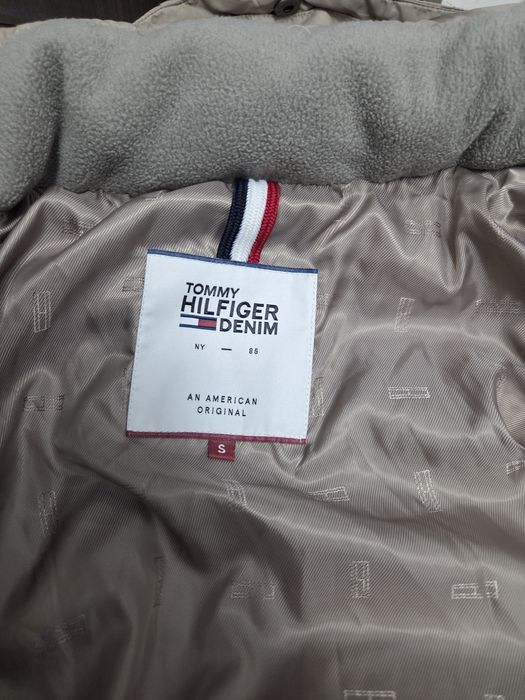 TOMMY
HILFIGER
DENIM
NY — 85
AN AMERICAN
ORIGINAL
S